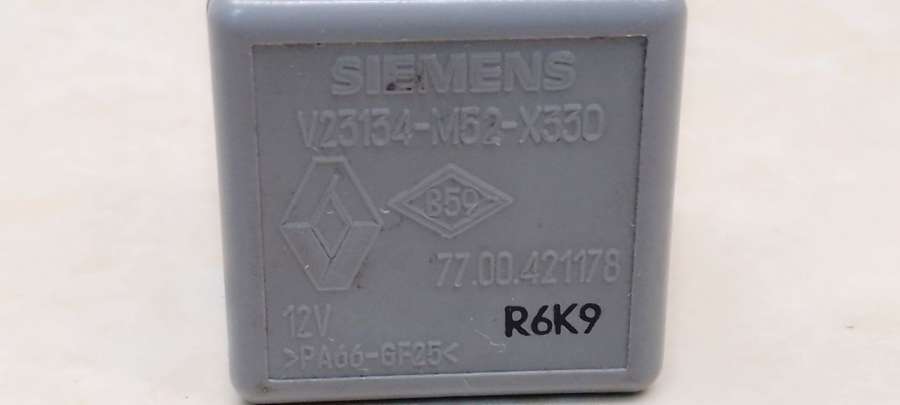 SIEMENS
V23134-M52-X330
B59
77.00.421178
12V
R6K9
>PA66-GF25<